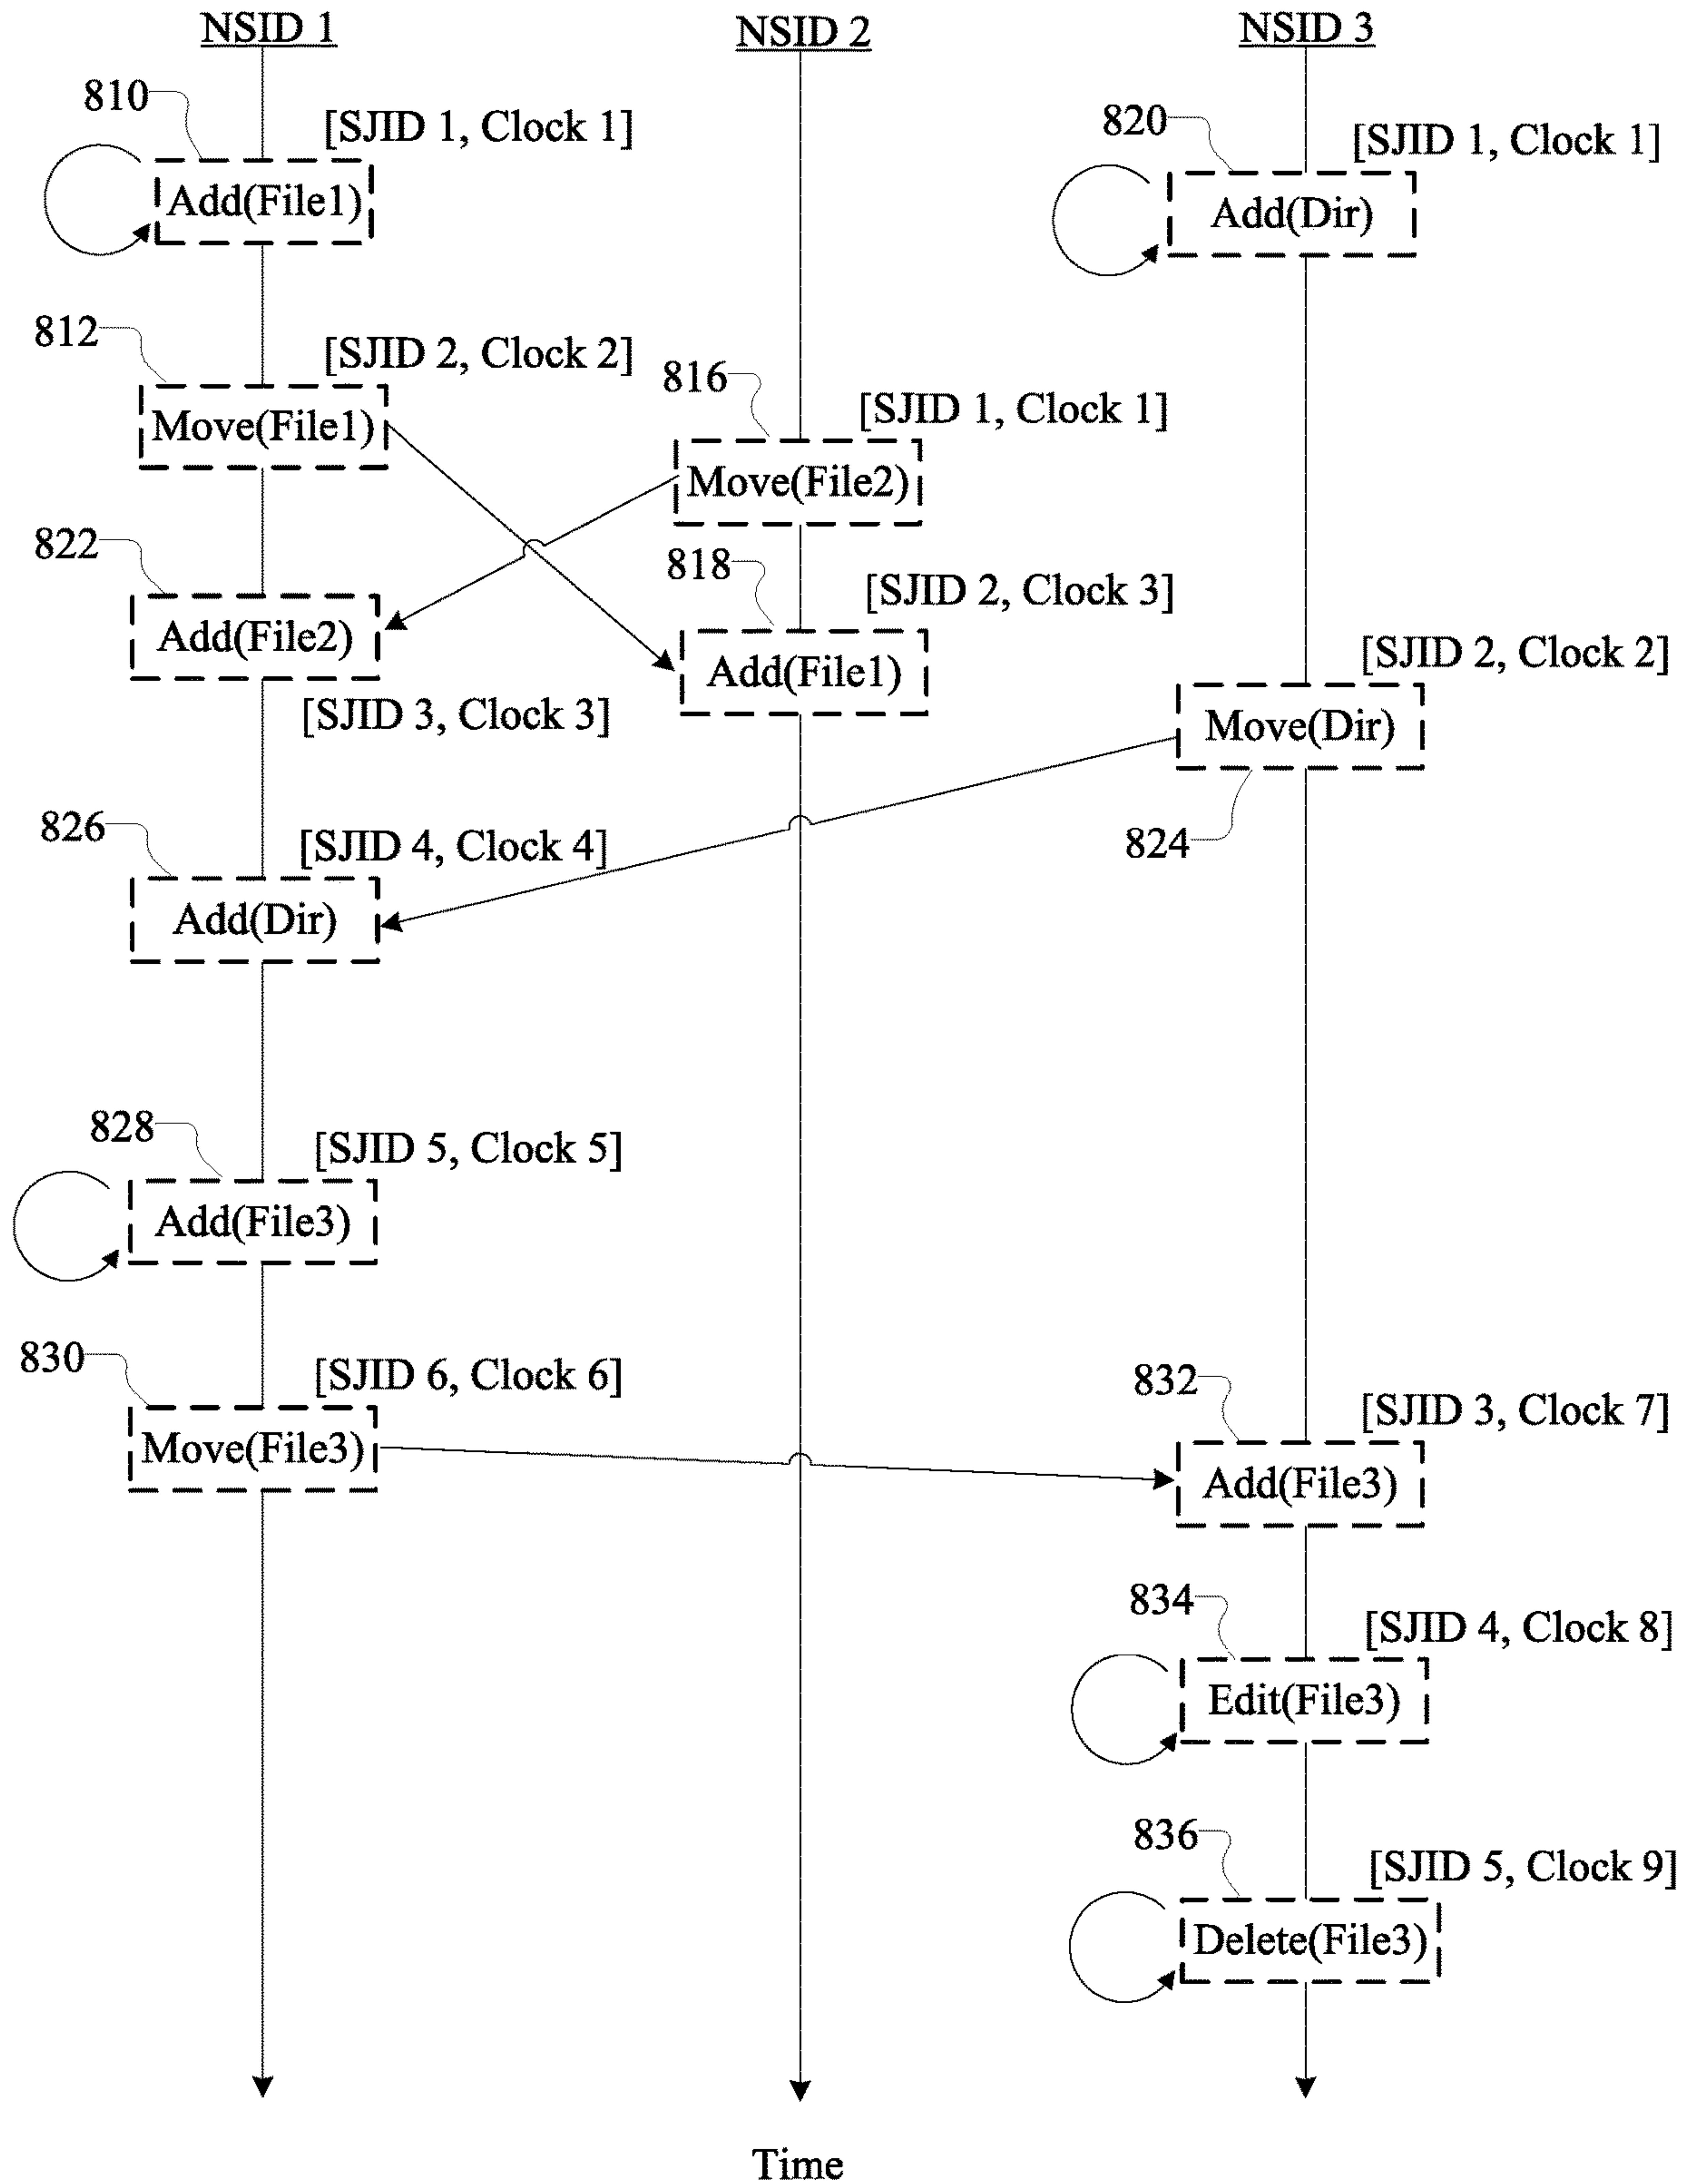 NSID 1
NSID 2
NSID 3
810
[SJID 1, Clock 1]
Add(File1)
820
[SJID 1, Clock 1]
Add(Dir)
812
[SJID 2, Clock 2]
Move(File1)
816
[SJID 1, Clock 1]
Move(File2)
822
Add(File2)
[SJID 3, Clock 3]
818
[SJID 2, Clock 3]
Add(File1)
[SJID 2, Clock 2]
Move(Dir)
824
826
[SJID 4, Clock 4]
Add(Dir)
828
[SJID 5, Clock 5]
Add(File3)
830
[SJID 6, Clock 6]
Move(File3)
832
[SJID 3, Clock 7]
Add(File3)
834
[SJID 4, Clock 8]
Edit(File3)
836
[SJID 5, Clock 9]
Delete(File3)
Time